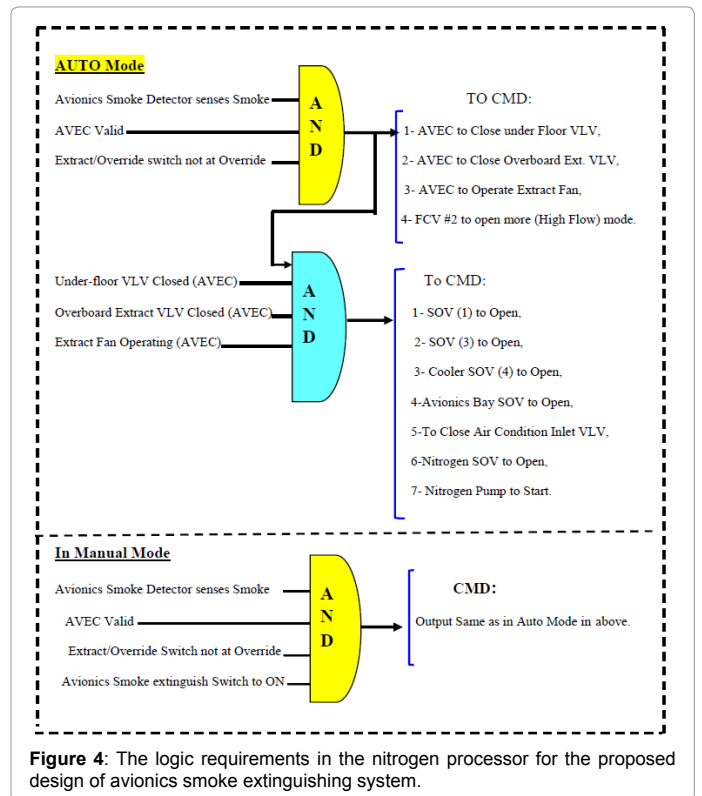 AUTO Mode
Avionics Smoke Detector senses Smoke
AVEC Valid
Extract/Override switch not at Override
A
N
D
TO CMD:
1- AVEC to Close under Floor VLV,
2- AVEC to Close Overboard Ext. VLV,
3- AVEC to Operate Extract Fan,
4- FCV #2 to open more (High Flow) mode.
Under-floor VLV Closed (AVEC)
Overboard Extract VLV Closed (AVEC)
Extract Fan Operating (AVEC)
A
N
D
To CMD:
1- SOV (1) to Open,
2- SOV (3) to Open,
3- Cooler SOV (4) to Open,
4-Avionics Bay SOV to Open,
5-To Close Air Condition Inlet VLV,
6-Nitrogen SOV to Open,
7- Nitrogen Pump to Start.
In Manual Mode
Avionics Smoke Detector senses Smoke
AVEC Valid
Extract/Override Switch not at Override
Avionics Smoke extinguish Switch to ON
A
N
D
CMD:
Output Same as in Auto Mode in above.
Figure 4: The logic requirements in the nitrogen processor for the proposed
design of avionics smoke extinguishing system.